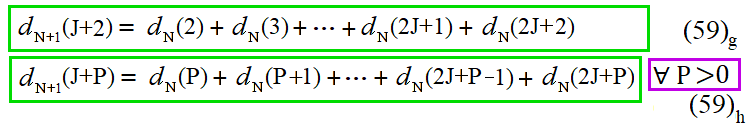 d_{N+1}(J+2) = d_N(2) + d_N(3) + ⋯ + d_N(2J+1) + d_N(2J+2) (59)_g
d_{N+1}(J+P) = d_N(P) + d_N(P+1) + ⋯ + d_N(2J+P-1) + d_N(2J+P) ∀ P >0
(59)_h